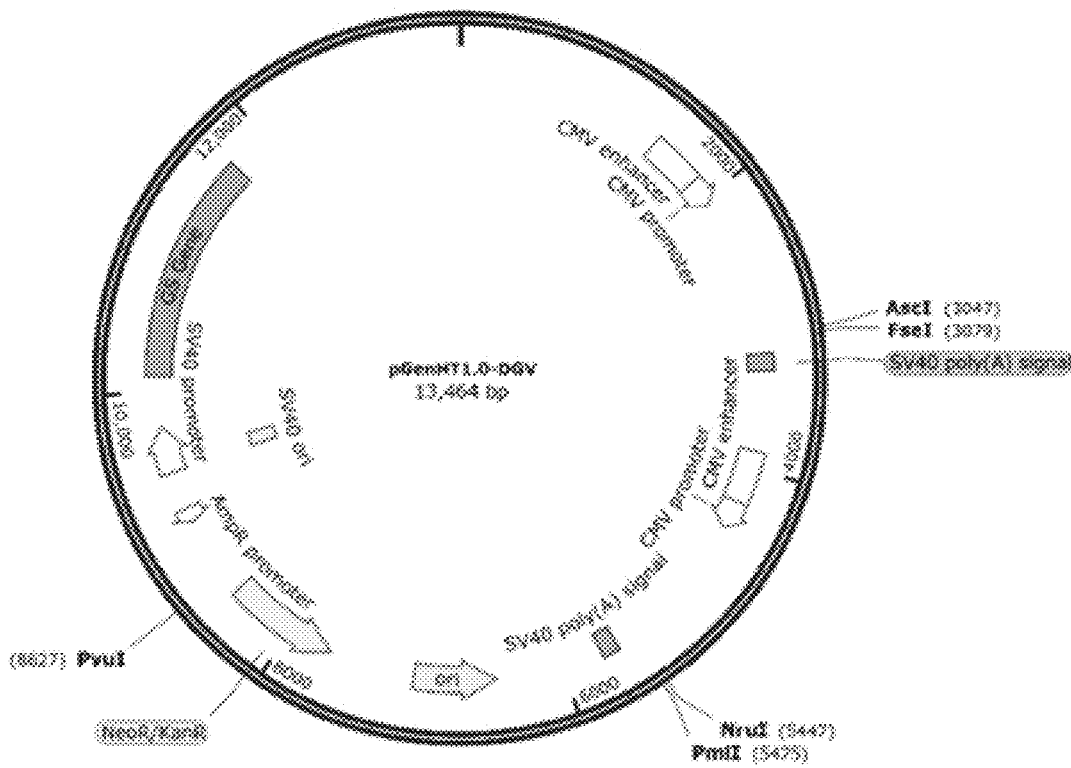 12,000
CMV enhancer
CMV promoter
2000
AscI (3047)
FseI (3079)
SV40 poly(A) signal
pGenHT1.0-DGV
13,464 bp
CMV enhancer
CMV promoter
4000
SV40 promoter
SV40 ori
10,000
AmpR promoter
SV40 poly(A) signal
(8827) PvuI
8000
ori
6000
NeoR/KanR
NruI (5447)
PmlI (5475)